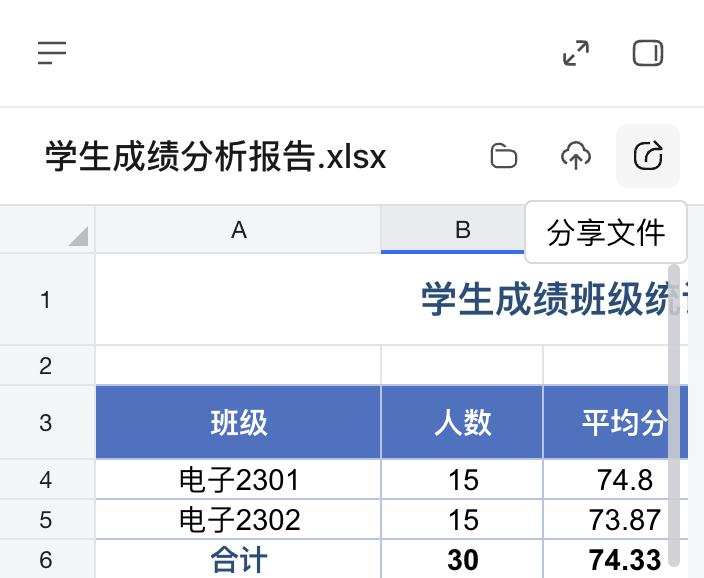 学生成绩分析报告.xlsx
分享文件
A B
1 学生成绩班级统
2
3 班级 人数 平均分
4 电子2301 15 74.8
5 电子2302 15 73.87
6 合计 30 74.33